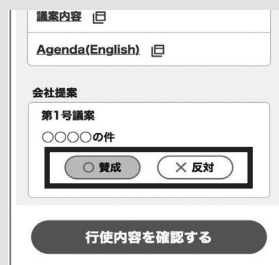 議案内容
Agenda(English)
会社提案
第1号議案
○○○○の件
○ 賛成
× 反対
行使内容を確認する